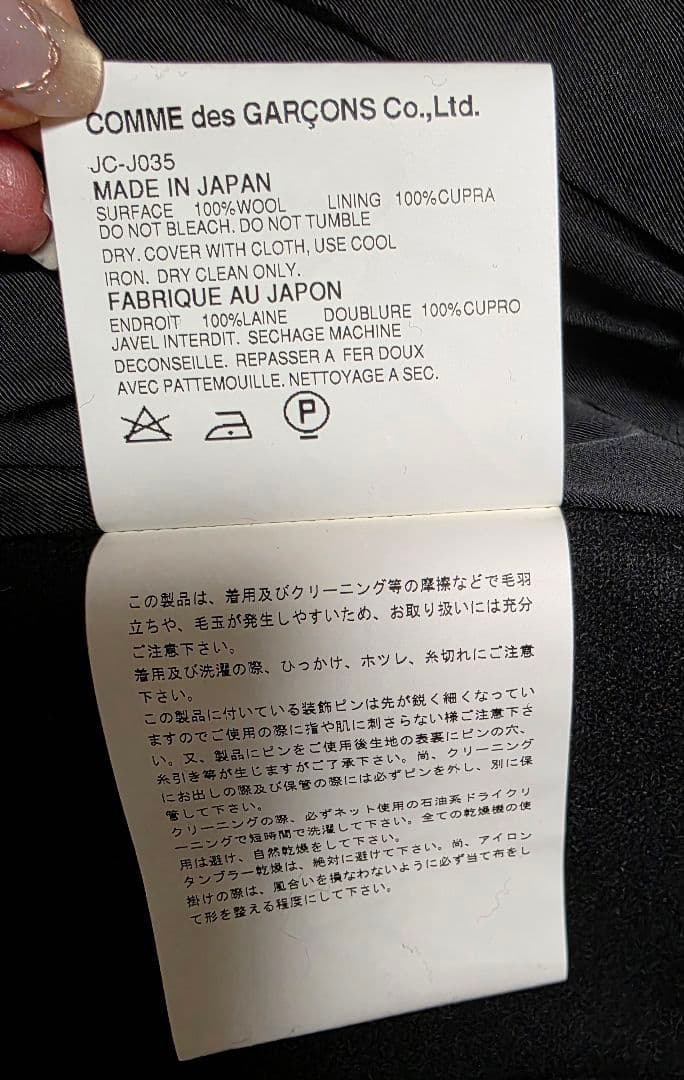 COMME des GARÇONS Co.,Ltd.
JC-J035
MADE IN JAPAN
SURFACE 100%WOOL LINING 100%CUPRA
DO NOT BLEACH. DO NOT TUMBLE
DRY. COVER WITH CLOTH, USE COOL
IRON. DRY CLEAN ONLY.
FABRIQUE AU JAPON
ENDROIT 100%LAINE DOUBLURE 100%CUPRO
JAVEL INTERDIT. SECHAGE MACHINE
DECONSEILLE. REPASSER A FER DOUX
AVEC PATTEMOUILLE. NETTOYAGE A SEC.
P
この製品は、着用及びクリーニング等の摩擦などで毛羽
立ちや、毛玉が発生しやすいため、お取り扱いには充分
ご注意下さい。
着用及び洗濯の際、ひっかけ、ホツレ、糸切れにご注意
下さい。
この製品に付いている装飾ピンは先が鋭く細くなってい
ますのでご使用の際に指や肌に刺さらない様ご注意下さ
い。又、製品にピンをご使用後生地の表裏にピンの穴、
糸引き等が生じますがご了承下さい。尚、クリーニング
にお出しの際及び保管の際には必ずピンを外し、別に保
管して下さい。
クリーニングの際、必ずネット使用の石油系ドライクリ
ーニングで短時間で洗濯して下さい。全ての乾燥機の使
用は避け、自然乾燥をして下さい。
タンブラー乾燥は、絶対に避けて下さい。尚、アイロン
掛けの際は、風合いを損なわないように必ず当て布をし
て形を整える程度にして下さい。